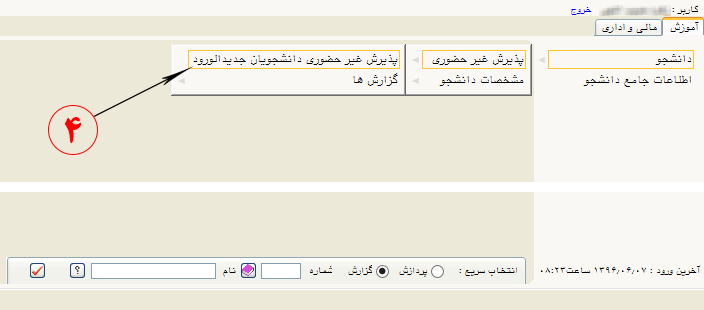 کاربر : خروج
آموزش مالی و اداری
دانشجو
اطلاعات جامع دانشجو
پذیرش غیر حضوری
مشخصات دانشجو
پذیرش غیر حضوری دانشجویان جدیدالورود
گزارش ها
۴
آخرین ورود : ۱۳۹۶/۰۶/۰۷ ساعت ۰۸:۲۳
انتخاب سریع : پردازش گزارش شماره نام ?